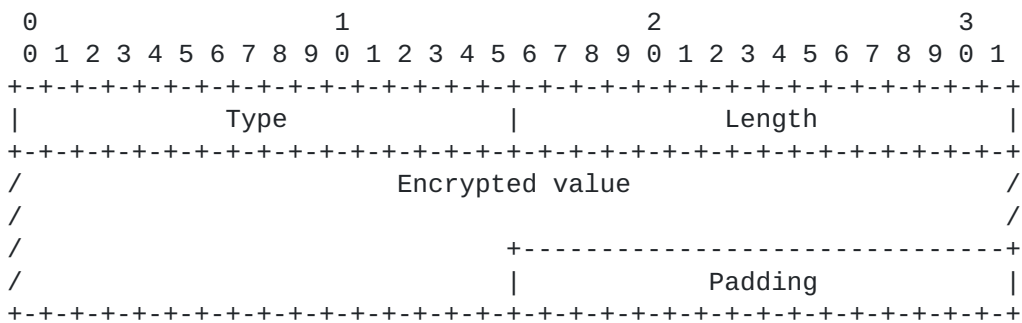 0                   1                   2                   3
 0 1 2 3 4 5 6 7 8 9 0 1 2 3 4 5 6 7 8 9 0 1 2 3 4 5 6 7 8 9 0 1
+-+-+-+-+-+-+-+-+-+-+-+-+-+-+-+-+-+-+-+-+-+-+-+-+-+-+-+-+-+-+-+-+
|             Type              |             Length            |
+-+-+-+-+-+-+-+-+-+-+-+-+-+-+-+-+-+-+-+-+-+-+-+-+-+-+-+-+-+-+-+-+
/                        Encrypted value                        /
/                                                               /
/                               +-------------------------------+
/                               |            Padding            |
+-+-+-+-+-+-+-+-+-+-+-+-+-+-+-+-+-+-+-+-+-+-+-+-+-+-+-+-+-+-+-+-+